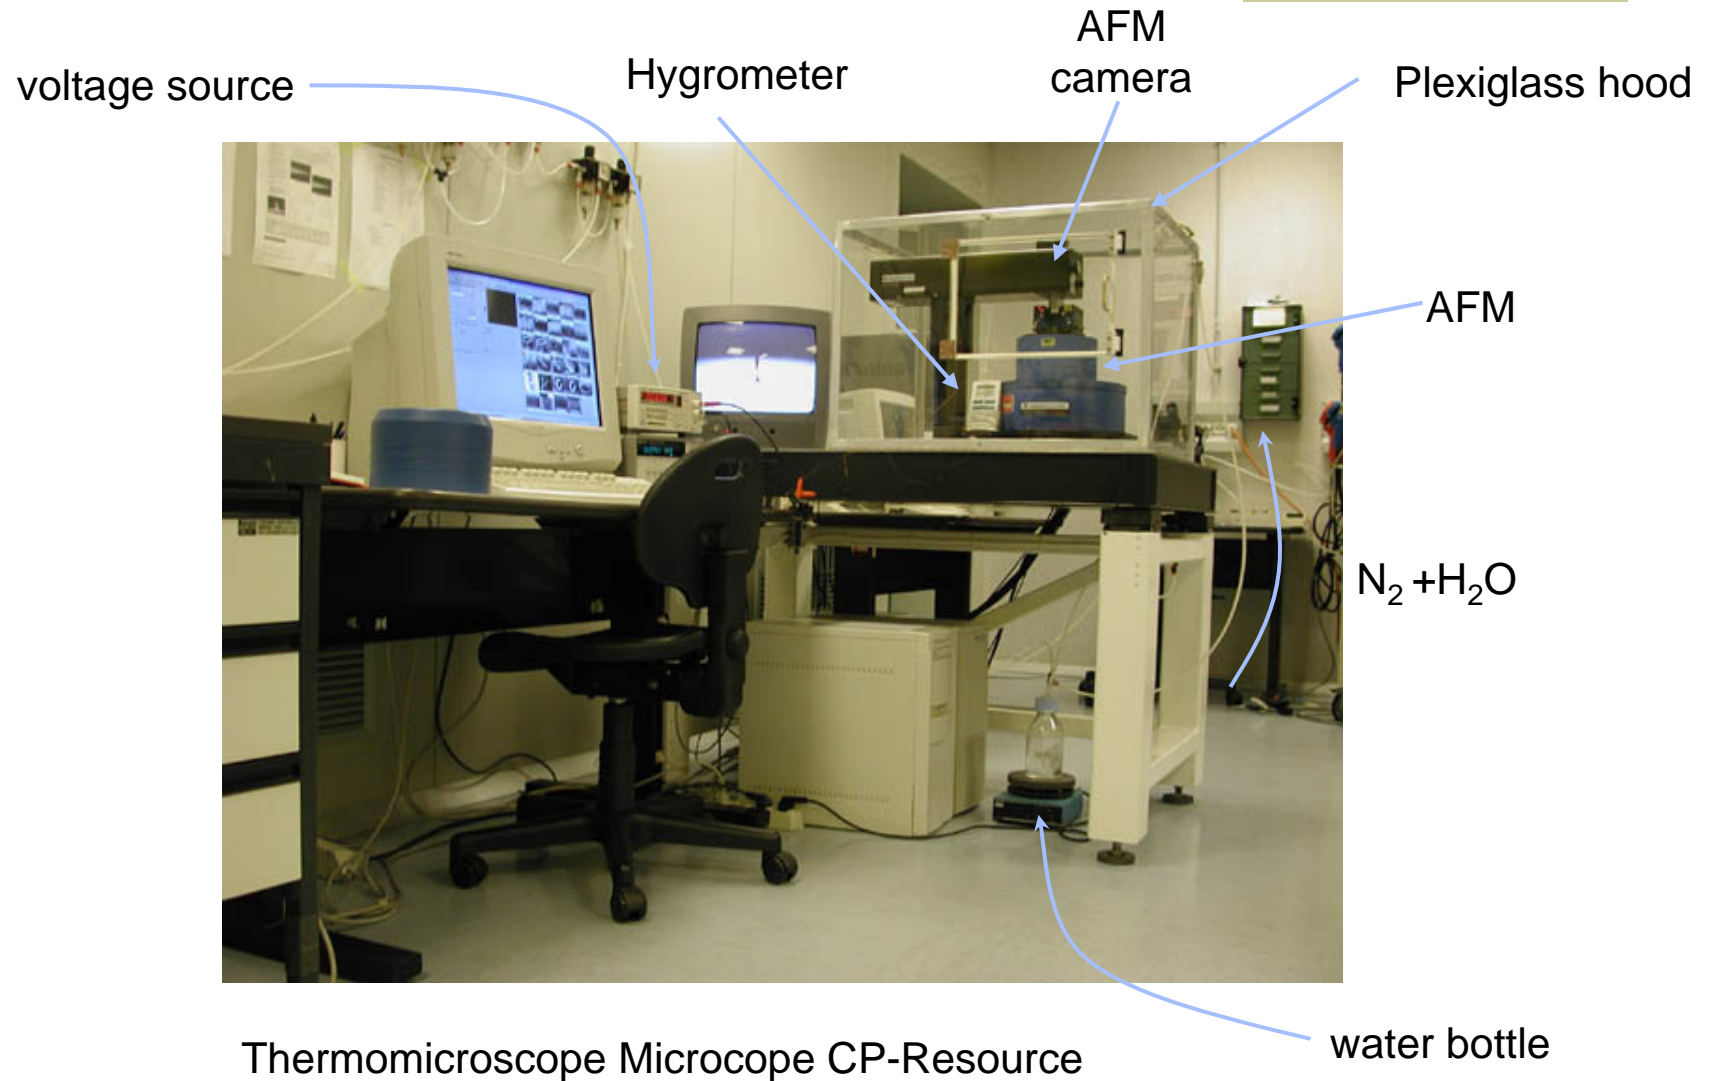 AFM
camera
voltage source
Hygrometer
Plexiglass hood
AFM
N₂ +H₂O
water bottle
Thermomicroscope Microcope CP-Resource